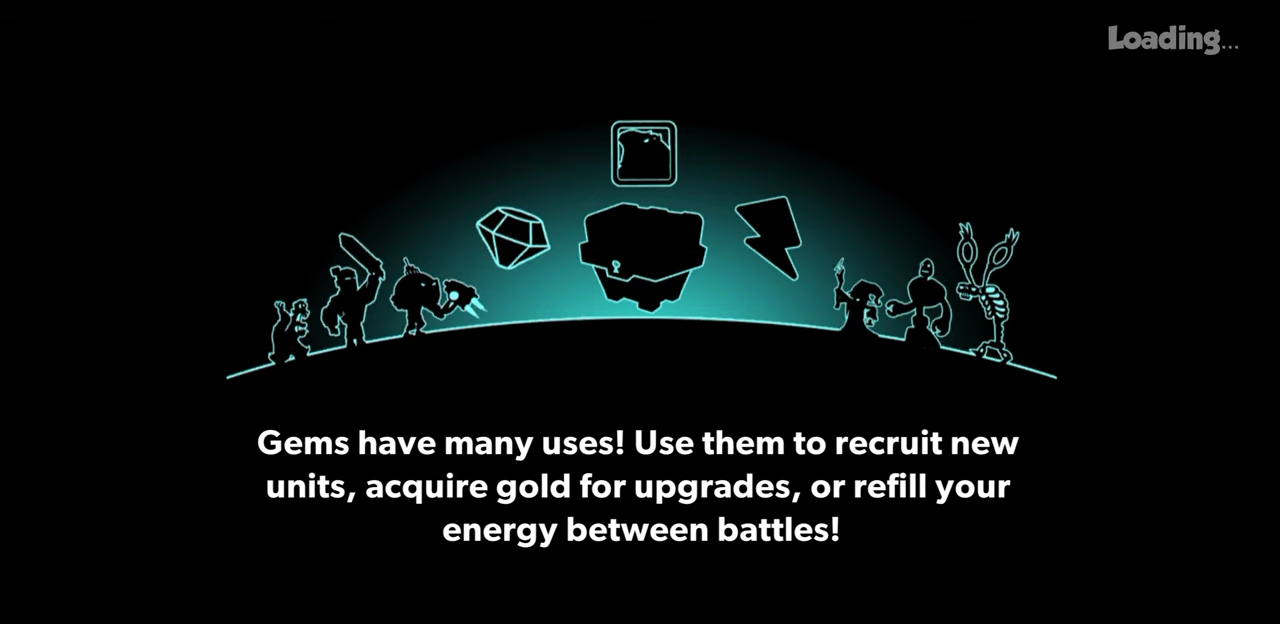 Loading...
Gems have many uses! Use them to recruit new
units, acquire gold for upgrades, or refill your
energy between battles!